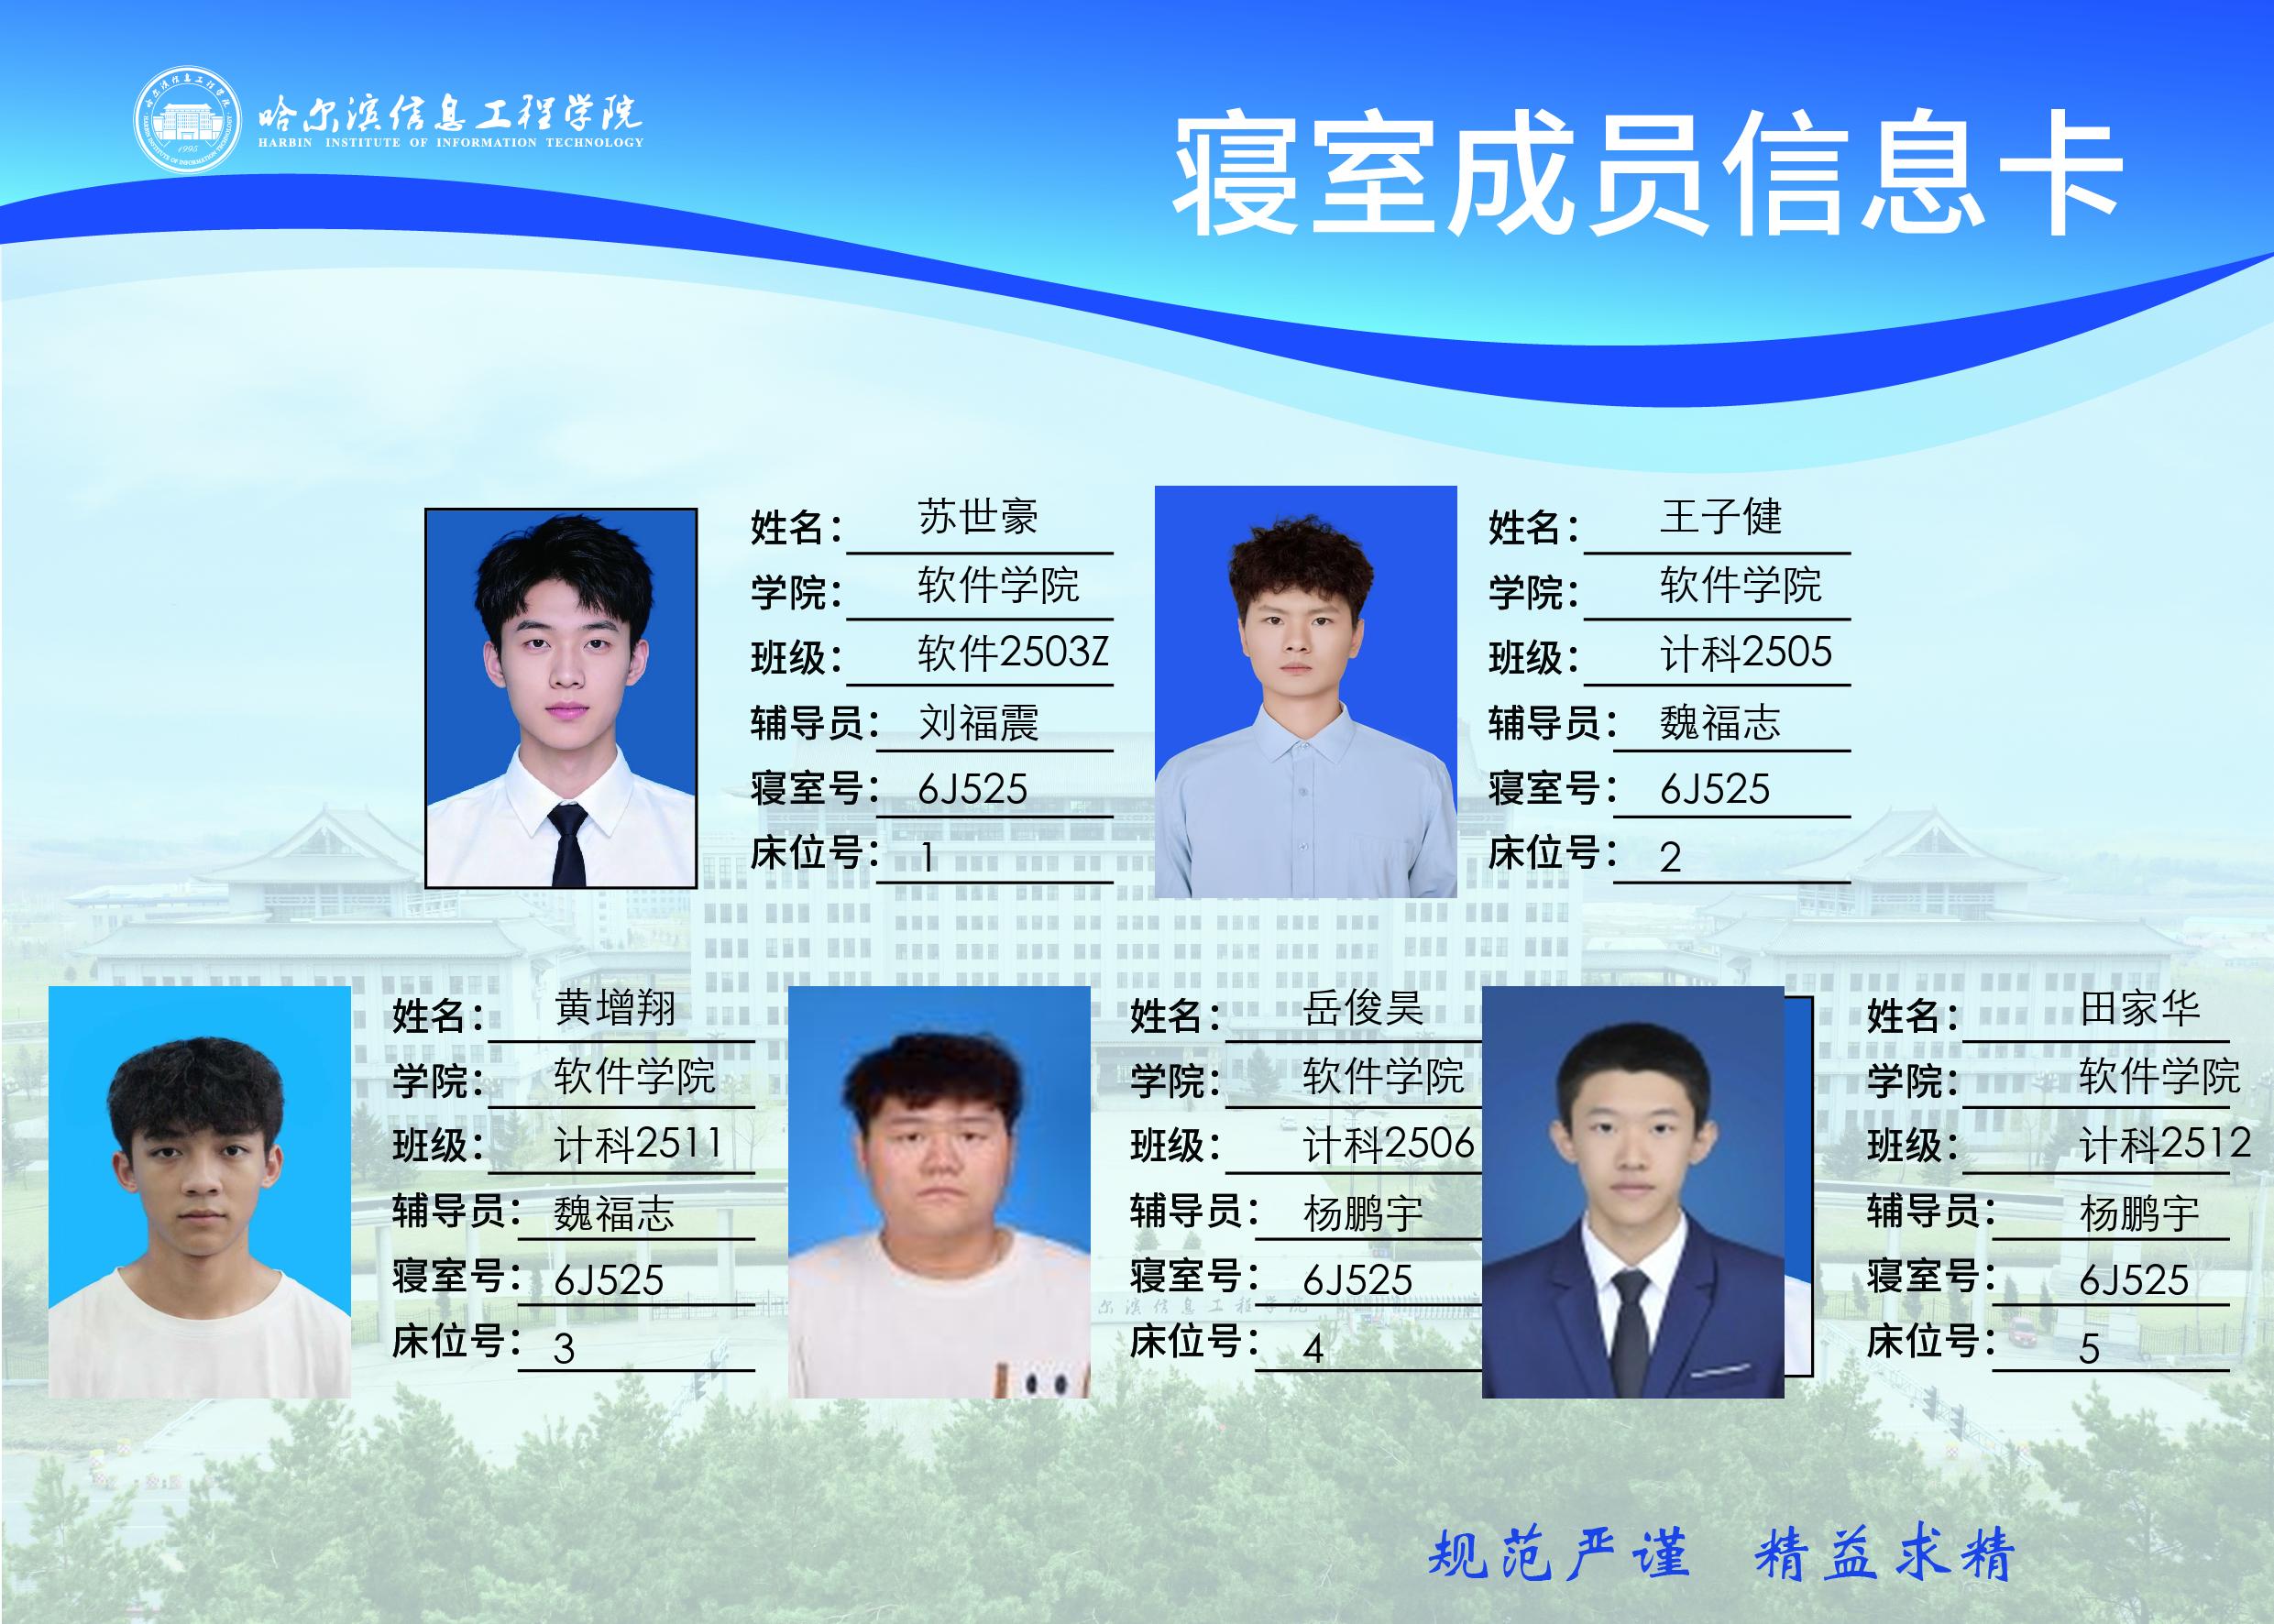 哈尔滨信息工程学院
HARBIN INSTITUTE OF INFORMATION TECHNOLOGY
1995
寝室成员信息卡
姓名：苏世豪
学院：软件学院
班级：软件2503Z
辅导员：刘福震
寝室号：6J525
床位号：1
姓名：王子健
学院：软件学院
班级：计科2505
辅导员：魏福志
寝室号：6J525
床位号：2
姓名：黄增翔
学院：软件学院
班级：计科2511
辅导员：魏福志
寝室号：6J525
床位号：3
姓名：岳俊昊
学院：软件学院
班级：计科2506
辅导员：杨鹏宇
寝室号：6J525
床位号：4
姓名：田家华
学院：软件学院
班级：计科2512
辅导员：杨鹏宇
寝室号：6J525
床位号：5
尔滨信息工程学院
规范严谨 精益求精